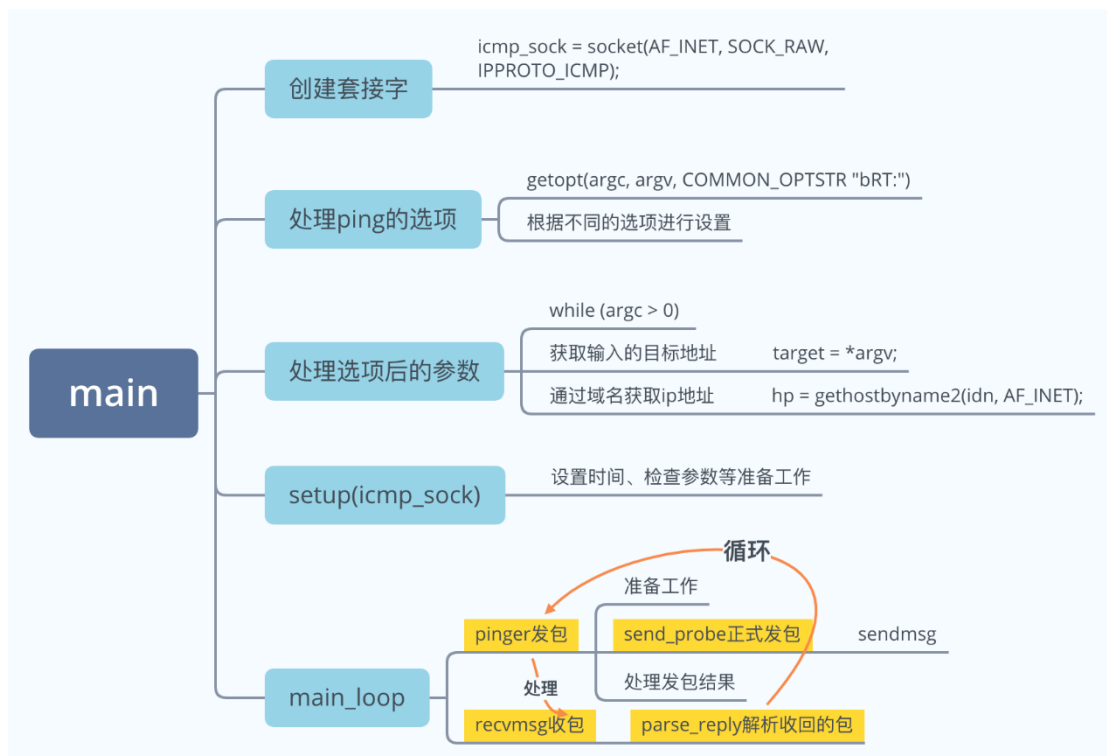 main
创建套接字
icmp_sock = socket(AF_INET, SOCK_RAW,
IPPROTO_ICMP);
处理ping的选项
getopt(argc, argv, COMMON_OPTSTR "bRT:")
根据不同的选项进行设置
处理选项后的参数
while (argc > 0)
获取输入的目标地址 target = *argv;
通过域名获取ip地址 hp = gethostbyname2(idn, AF_INET);
setup(icmp_sock)
设置时间、检查参数等准备工作
main_loop
循环
准备工作
pinger发包 send_probe正式发包 sendmsg
处理 处理发包结果
recvmsg收包 parse_reply解析收回的包